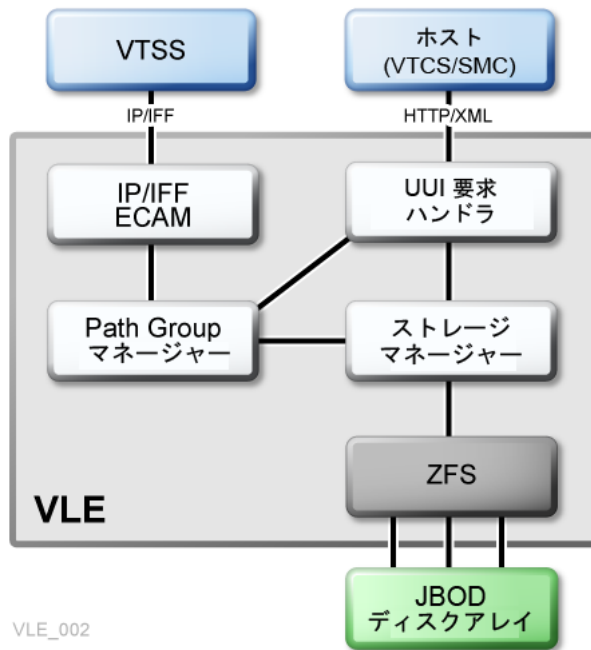 VTSS
ホスト
(VTCS/SMC)
IP/IFF
HTTP/XML
IP/IFF
ECAM
UUI 要求
ハンドラ
Path Group
マネージャー
ストレージ
マネージャー
ZFS
VLE
JBOD
ディスクアレイ
VLE_002